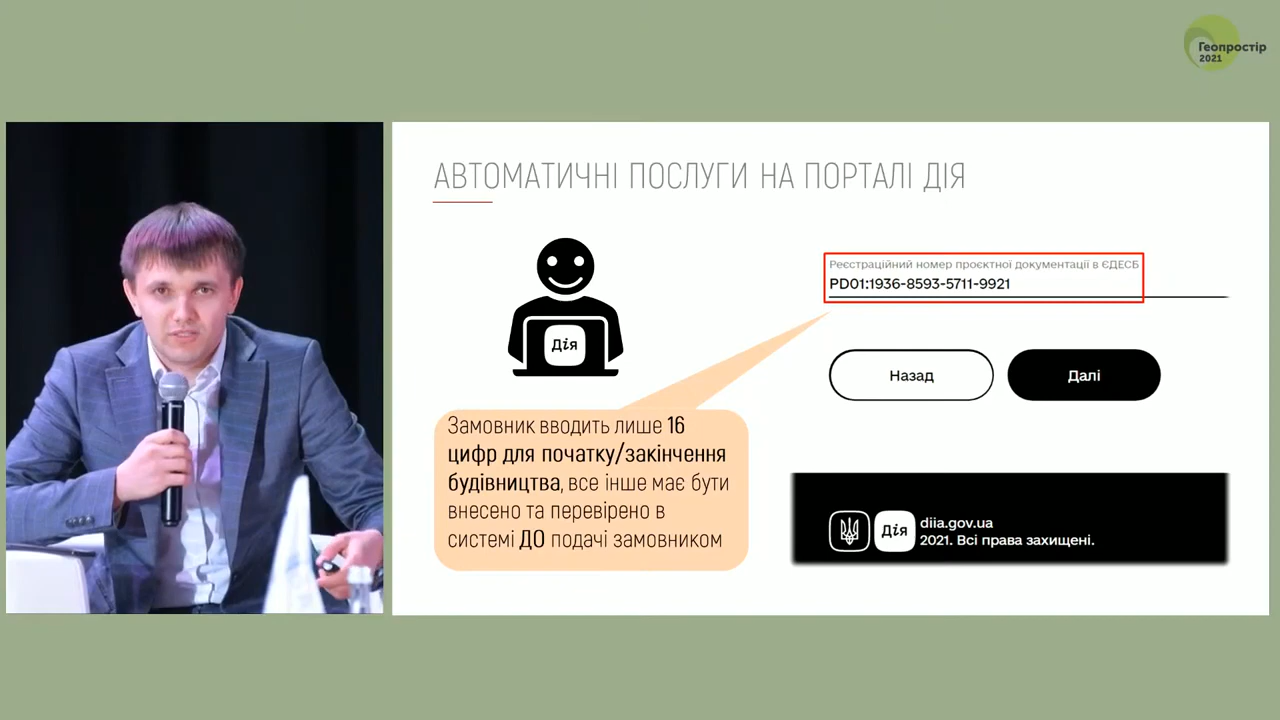 Геопростір
2021
АВТОМАТИЧНІ ПОСЛУГИ НА ПОРТАЛІ ДІЯ
Дія
Замовник вводить лише 16
цифр для початку/закінчення
будівництва, все інше має бути
внесено та перевірено в
системі ДО подачі замовником
Реєстраційний номер проєктної документації в ЄДЕСБ
PD01:1936-8593-5711-9921
Назад
Далі
Дія
diia.gov.ua
2021. Всі права захищені.